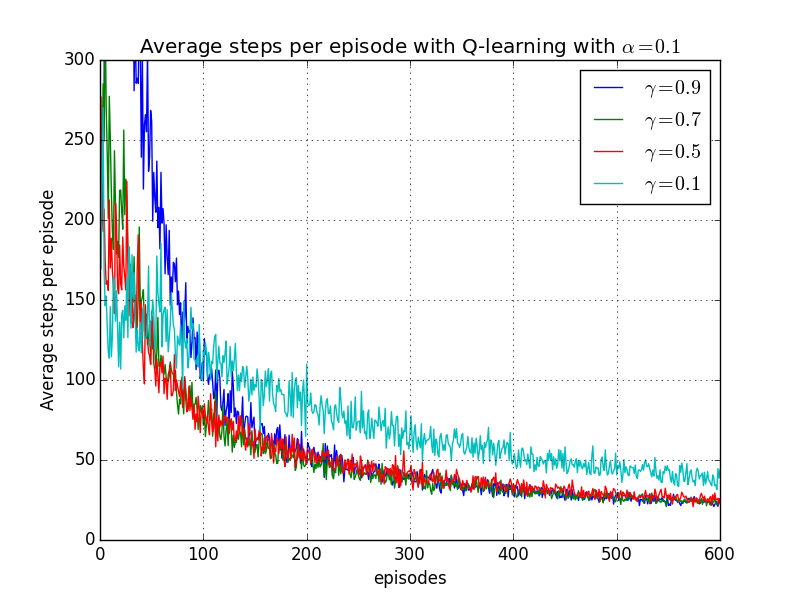 Average steps per episode with Q-learning with α=0.1
300
250
200
150
100
50
0
Average steps per episode
γ=0.9
γ=0.7
γ=0.5
γ=0.1
0 100 200 300 400 500 600
episodes